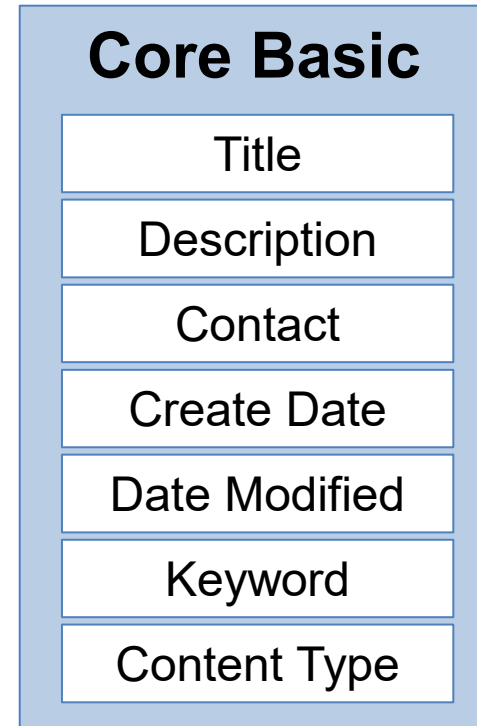 Core Basic
Title
Description
Contact
Create Date
Date Modified
Keyword
Content Type